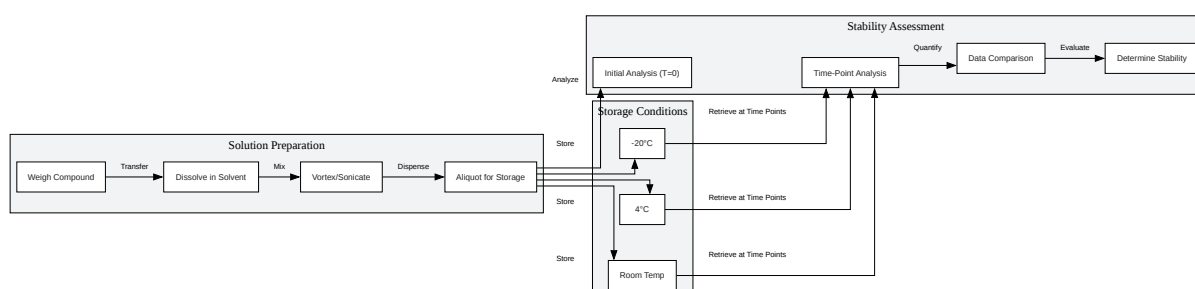 Stability Assessment
Quantify
Evaluate
Initial Analysis (T=0)
Time-Point Analysis
Data Comparison
Determine Stability
Analyze
Storage Conditions
Retrieve at Time Points
Solution Preparation
Store
-20°C
Weigh Compound
Transfer
Dissolve in Solvent
Mix
Vortex/Sonicate
Dispense
Aliquot for Storage
Store
4°C
Retrieve at Time Points
Store
Room Temp
Retrieve at Time Points